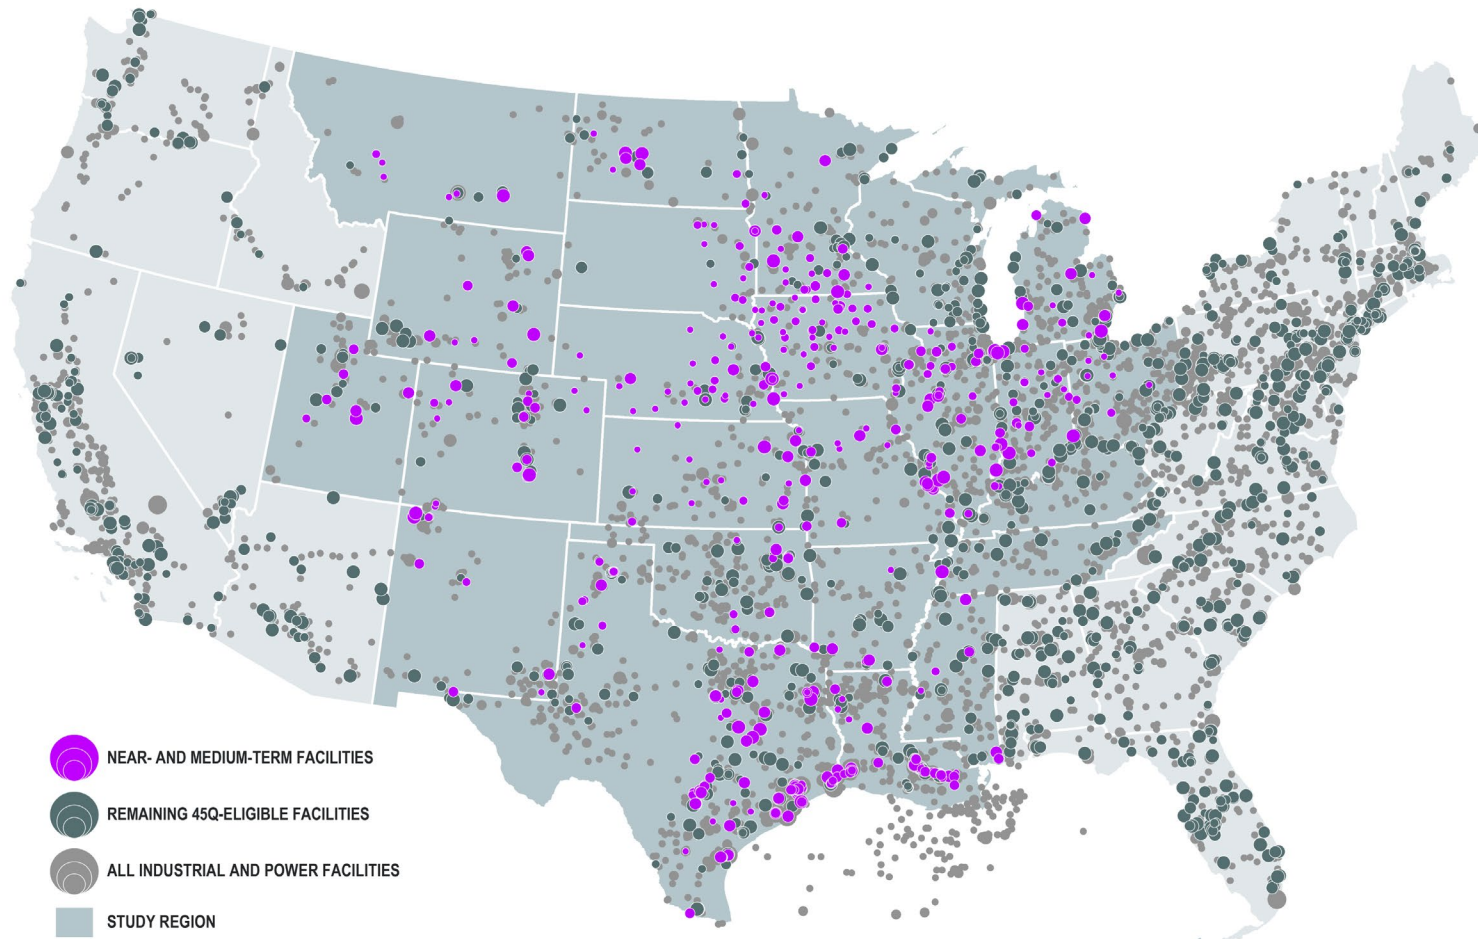 NEAR- AND MEDIUM-TERM FACILITIES
REMAINING 45Q-ELIGIBLE FACILITIES
ALL INDUSTRIAL AND POWER FACILITIES
STUDY REGION